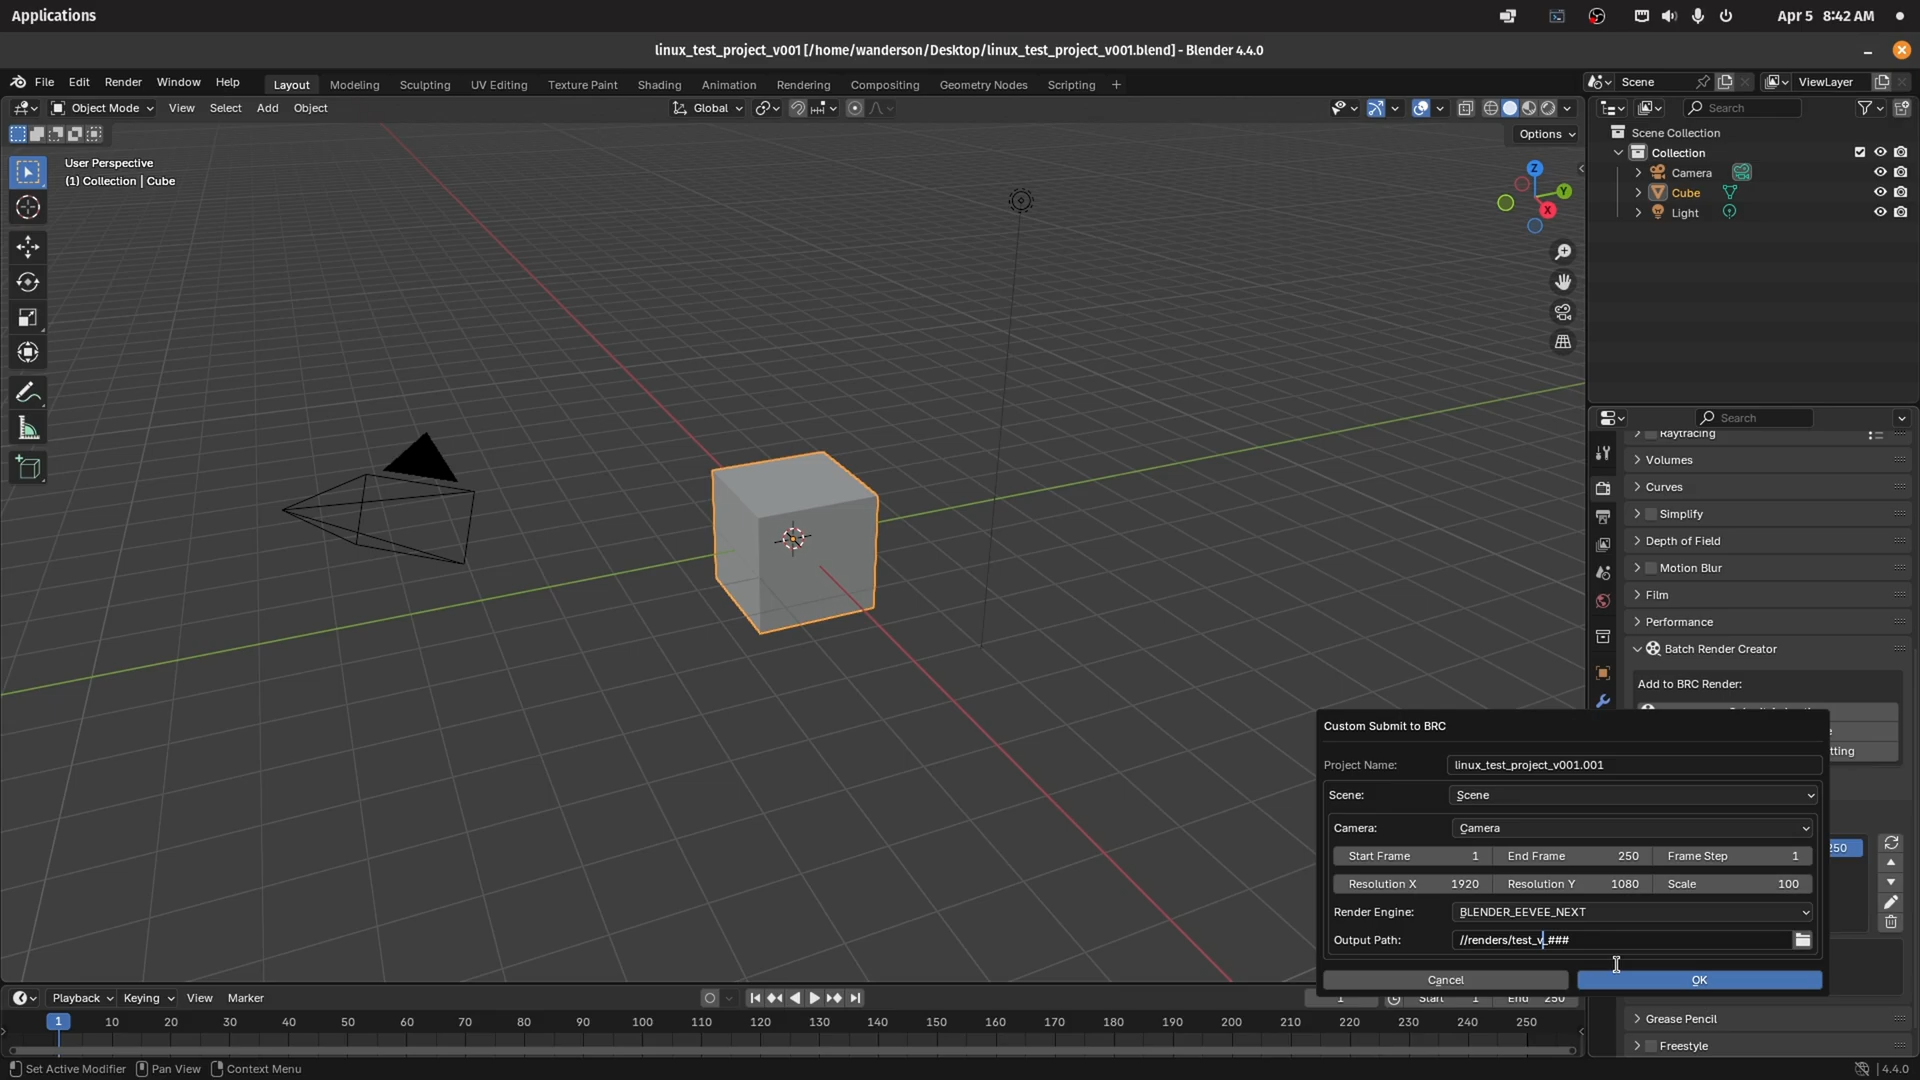 Applications
Apr 5 8:42 AM
linux_test_project_v001 [/home/wanderson/Desktop/linux_test_project_v001.blend] - Blender 4.4.0
File Edit Render Window Help Layout Modeling Sculpting UV Editing Texture Paint Shading Animation Rendering Compositing Geometry Nodes Scripting +
Scene ViewLayer
Object Mode View Select Add Object Global
Search
Options
User Perspective
(1) Collection | Cube
Z
Y
X
Scene Collection
Collection
Camera
Cube
Light
Search
Raytracing
Volumes
Curves
Simplify
Depth of Field
Motion Blur
Film
Performance
Batch Render Creator
Add to BRC Render:
Custom Submit to BRC
Project Name: linux_test_project_v001.001
tting
Scene: Scene
Camera: Camera
Start Frame 1 End Frame 250 Frame Step 1
250
Resolution X 1920 Resolution Y 1080 Scale 100
Render Engine: BLENDER_EEVEE_NEXT
Output Path: //renders/test_v_###
Cancel OK
Playback Keying View Marker
1 Start 1 End 250
1 10 20 30 40 50 60 70 80 90 100 110 120 130 140 150 160 170 180 190 200 210 220 230 240 250
Grease Pencil
Freestyle
Set Active Modifier Pan View Context Menu
4.4.0